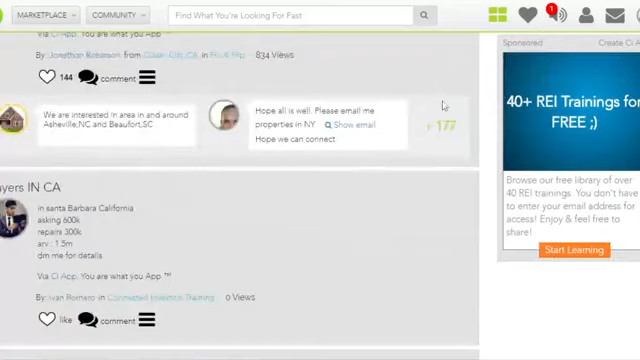 MARKETPLACE
COMMUNITY
Find What You're Looking For Fast
1
Via CI App. You are what you App ™
By: Jonathan Robinson from
834 Views
144
comment
We are interested in area in and around
Asheville,NC and Beaufort,SC
Hope all is well. Please email me
properties in NY Show email
Hope we can connect
+ 177
Sponsored
Create Ci A
40+ REI Trainings for
FREE ;)
Browse our free library of over
40 REI trainings. You don't have
to enter your email address for
access! Enjoy & feel free to
share!
Start Learning
ayers IN CA
in santa Barbara California
asking 600k
repairs 300k
arv : 1.5m
dm me for details
Via Ci App. You are what you App ™
By: Ivan Romero in Connected Investors Training
0 Views
like
comment